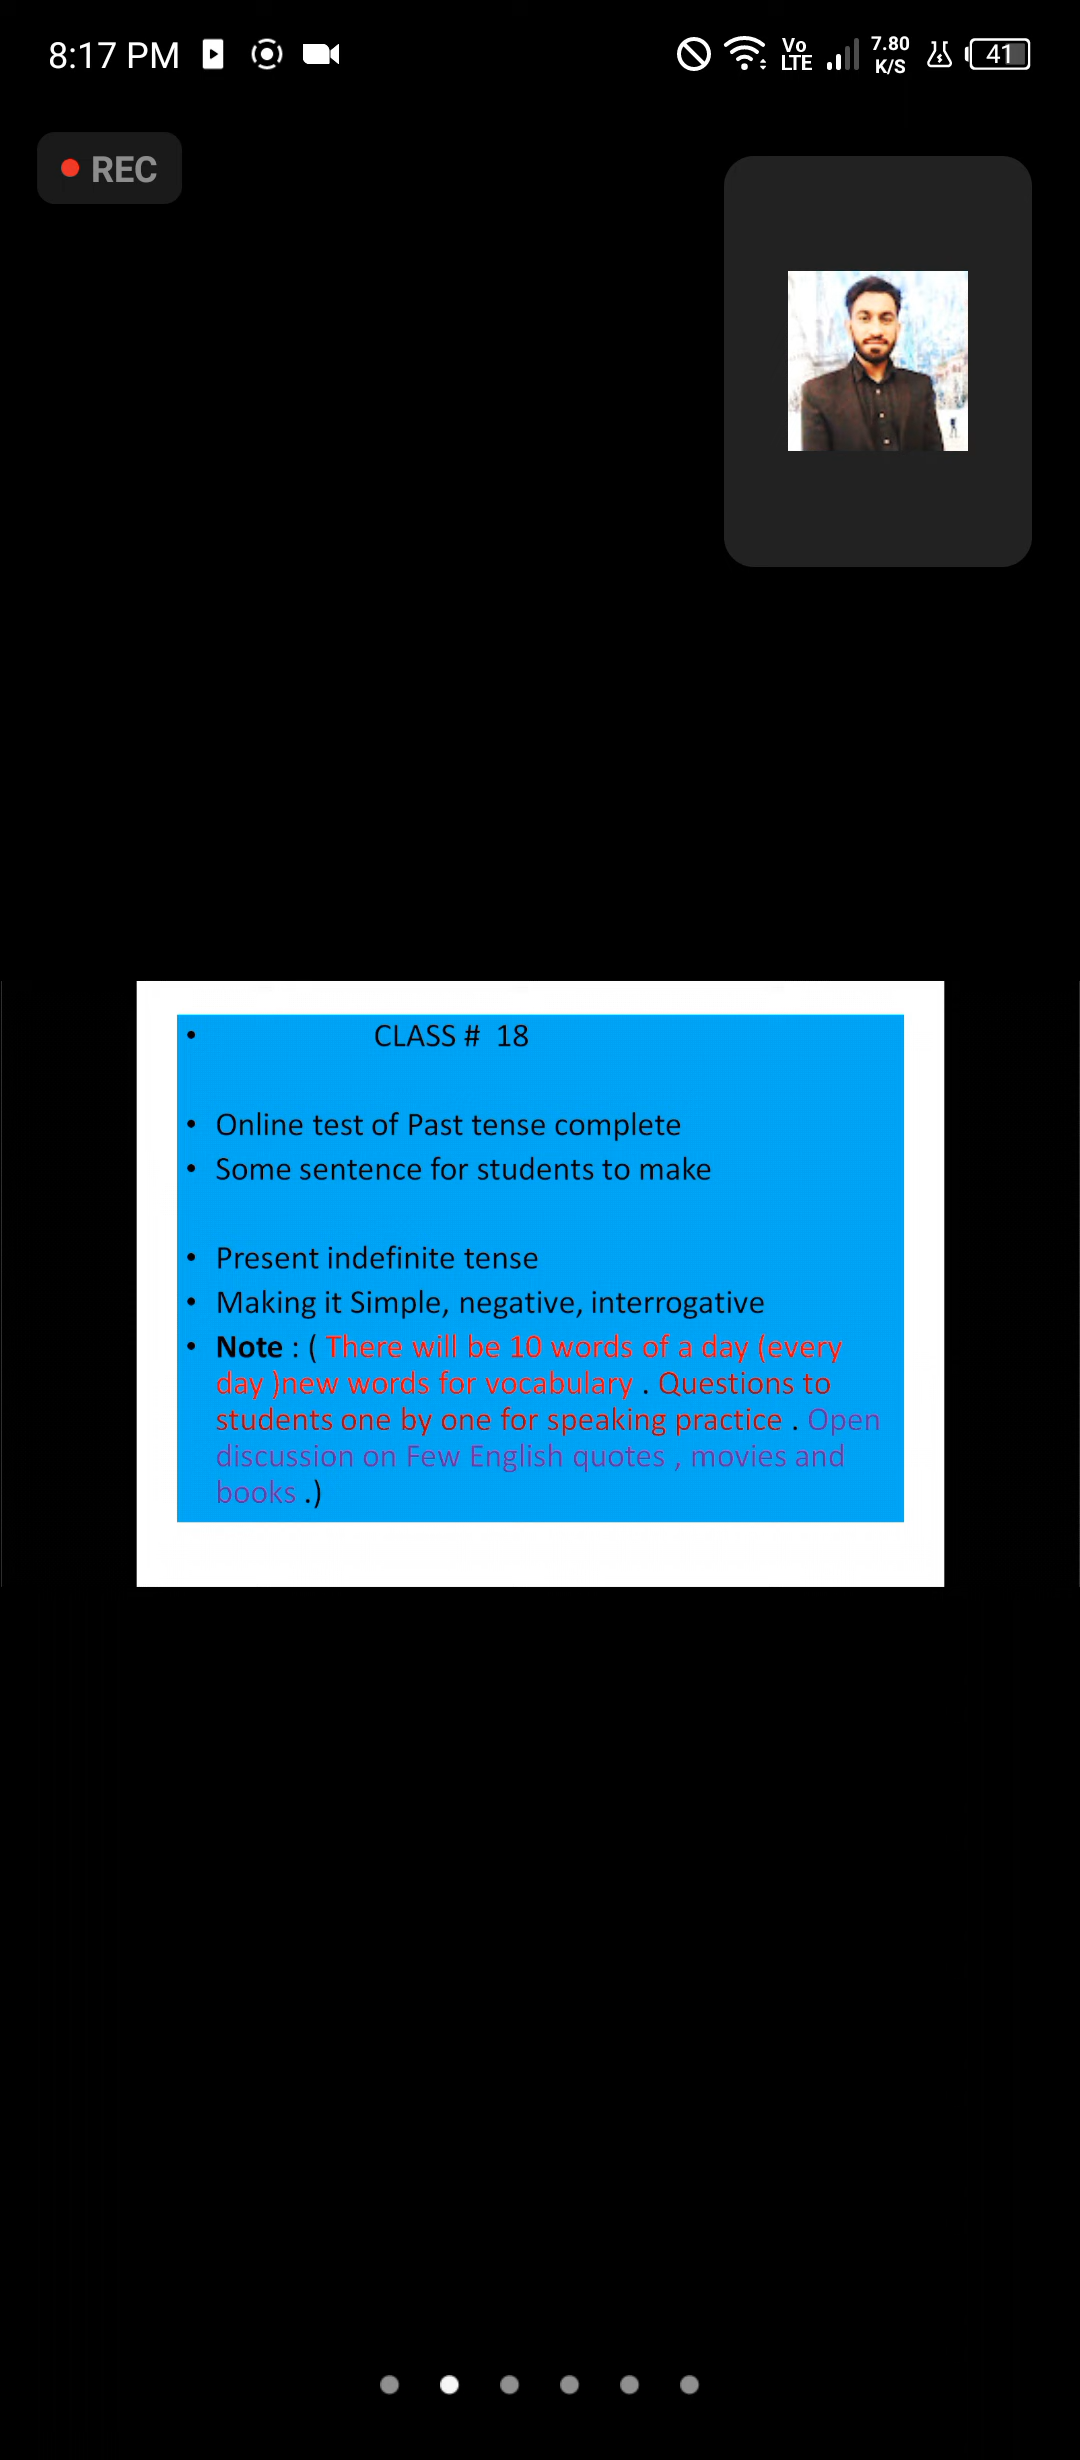 8:17 PM
Vo
LTE
7.80
K/S
41
REC
• CLASS # 18
• Online test of Past tense complete
• Some sentence for students to make
• Present indefinite tense
• Making it Simple, negative, interrogative
• Note : ( There will be 10 words of a day (every
day )new words for vocabulary . Questions to
students one by one for speaking practice . Open
discussion on Few English quotes , movies and
books .)